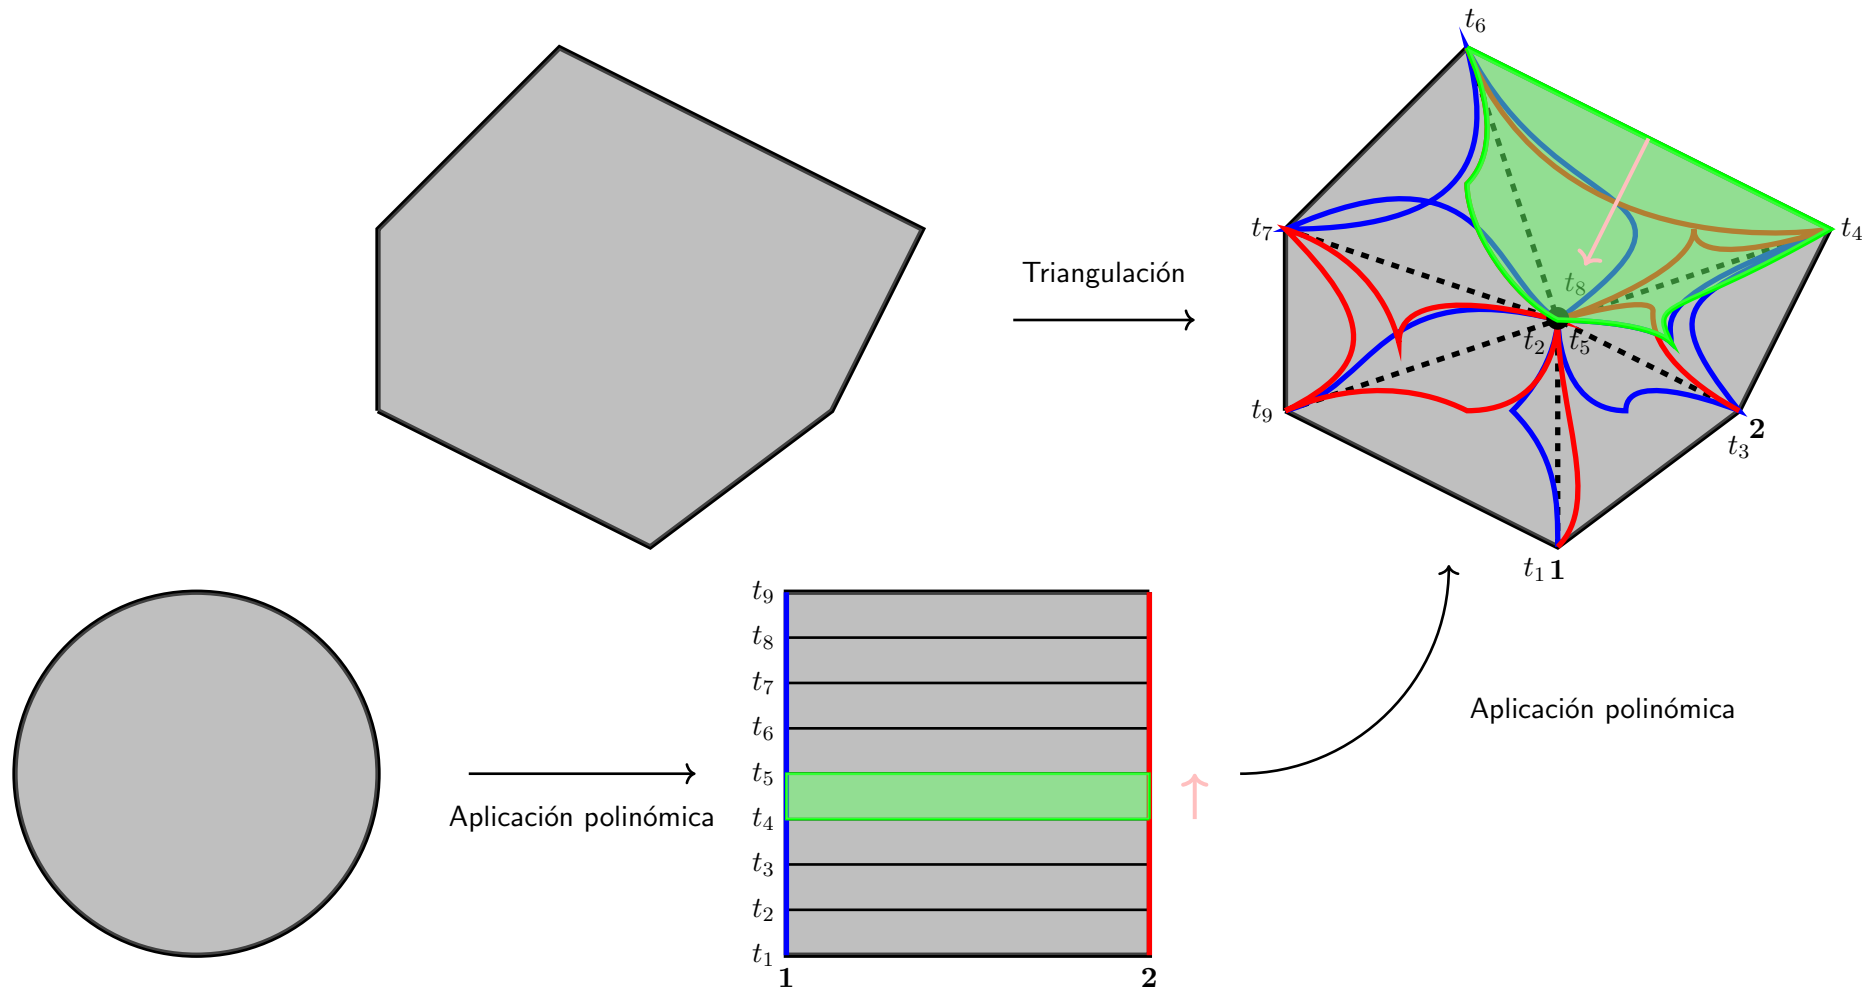 t₆
t₇
t₄
Triangulación
t₈
t₂ t₅
t₉
2
t₃
t₁ 1
t₉
t₈
t₇
t₆
t₅
t₄
t₃
t₂
t₁
1 2
Aplicación polinómica
Aplicación polinómica